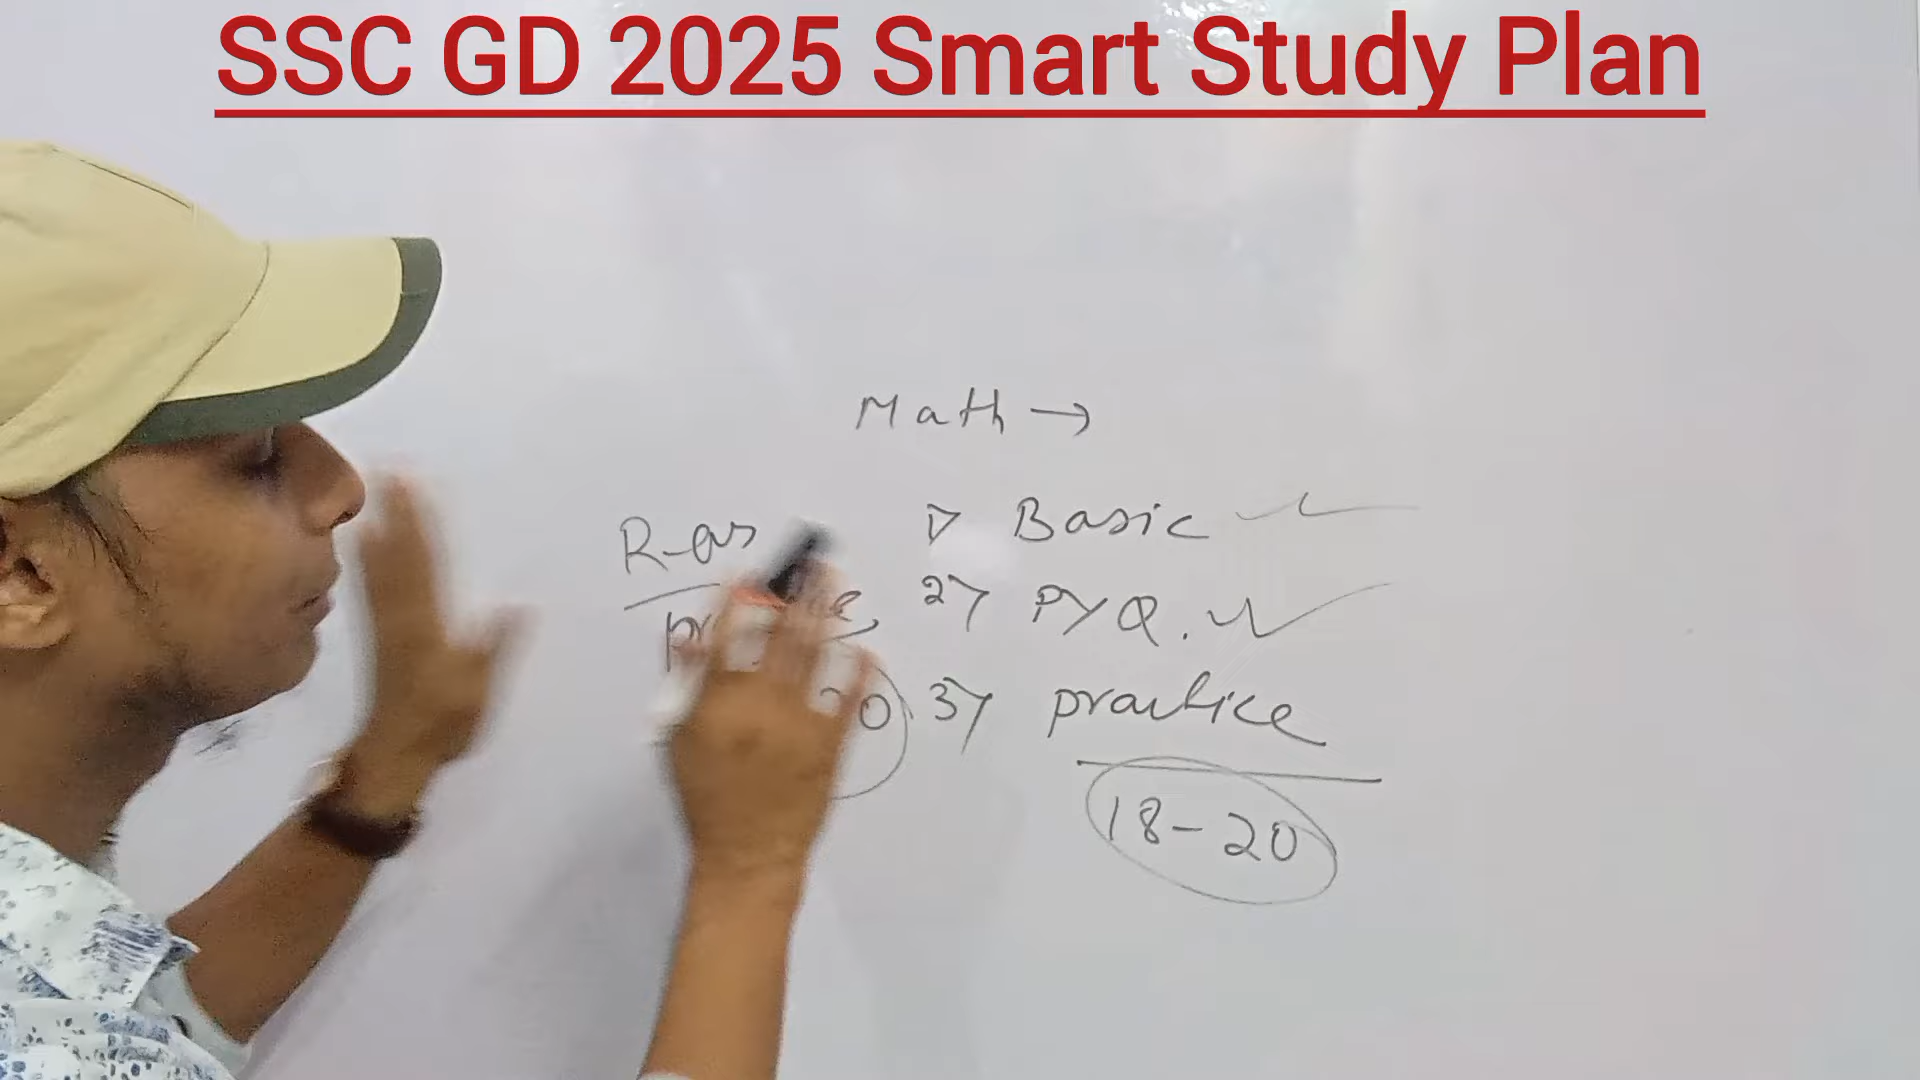 SSC GD 2025 Smart Study Plan
Math →
1) Basic
2) PYQ.
3) practice
18-20